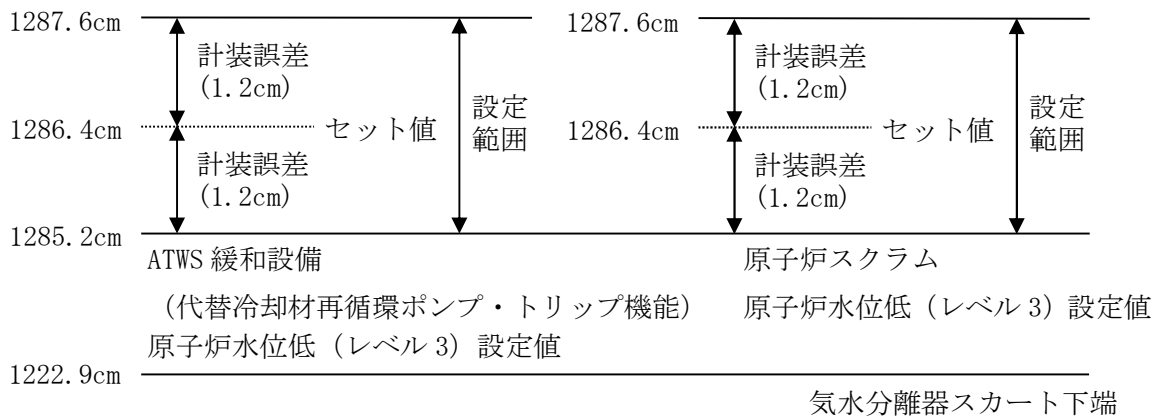 1287.6cm
計装誤差
(1.2cm)
設定
範囲
1286.4cm
セット値
計装誤差
(1.2cm)
1285.2cm
ATWS緩和設備
（代替冷却材再循環ポンプ・トリップ機能）
原子炉水位低（レベル3）設定値
1287.6cm
計装誤差
(1.2cm)
設定
範囲
1286.4cm
セット値
計装誤差
(1.2cm)
原子炉スクラム
原子炉水位低（レベル3）設定値
1222.9cm
気水分離器スカート下端